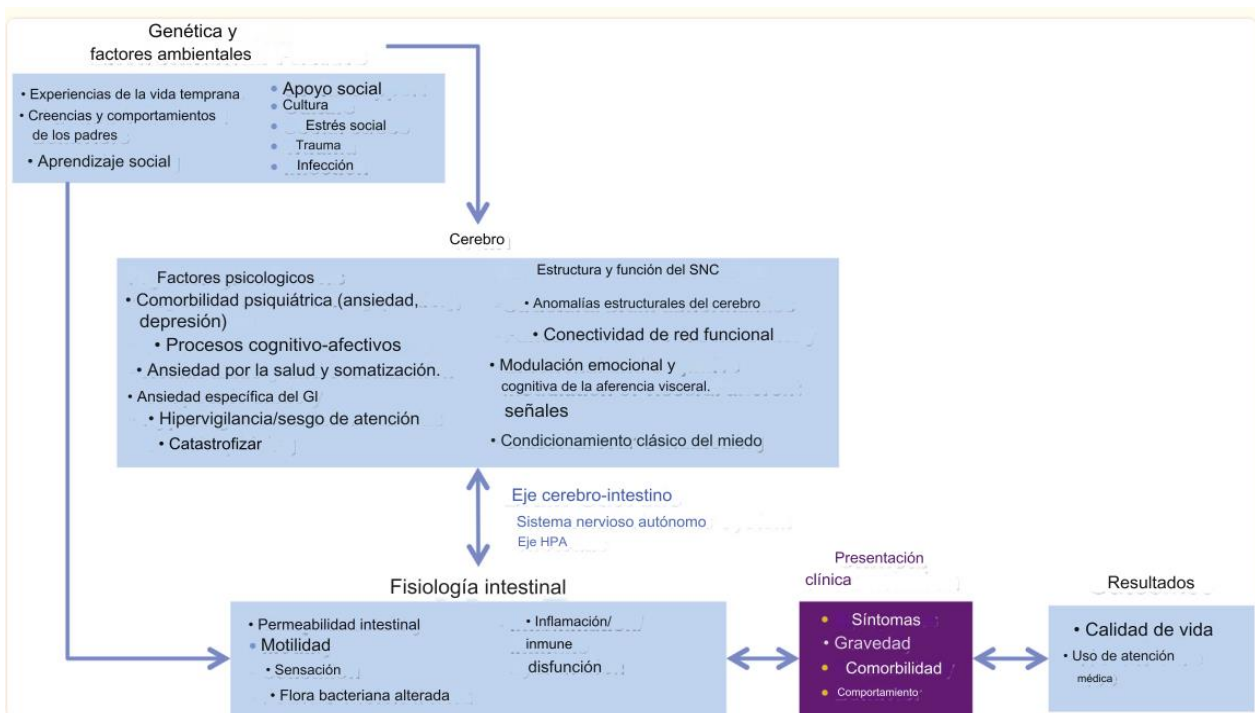 Genética y
factores ambientales
• Experiencias de la vida temprana
• Creencias y comportamientos
de los padres
• Aprendizaje social
• Apoyo social
• Cultura
• Estrés social
• Trauma
• Infección
Cerebro
Factores psicologicos
• Comorbilidad psiquiátrica (ansiedad,
depresión)
• Procesos cognitivo-afectivos
• Ansiedad por la salud y somatización.
• Ansiedad específica del GI
• Hipervigilancia/sesgo de atención
• Catastrofizar
Estructura y función del SNC
• Anomalías estructurales del cerebro
• Conectividad de red funcional
• Modulación emocional y
cognitiva de la aferencia visceral.
señales
• Condicionamiento clásico del miedo
Eje cerebro-intestino
Sistema nervioso autónomo
Eje HPA
Fisiología intestinal
• Permeabilidad intestinal
• Motilidad
• Sensación
• Flora bacteriana alterada
• Inflamación/
inmune
disfunción
Presentación
clínica
• Síntomas
• Gravedad
• Comorbilidad
• Comportamiento
Resultados
• Calidad de vida
• Uso de atención
médica